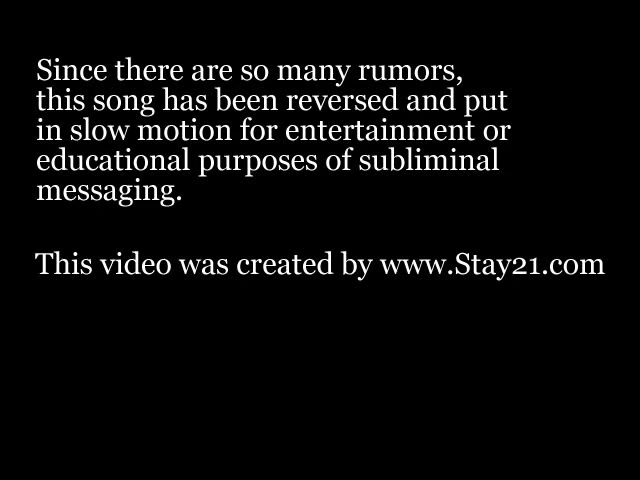 Since there are so many rumors,
this song has been reversed and put
in slow motion for entertainment or
educational purposes of subliminal
messaging.
This video was created by www.Stay21.com